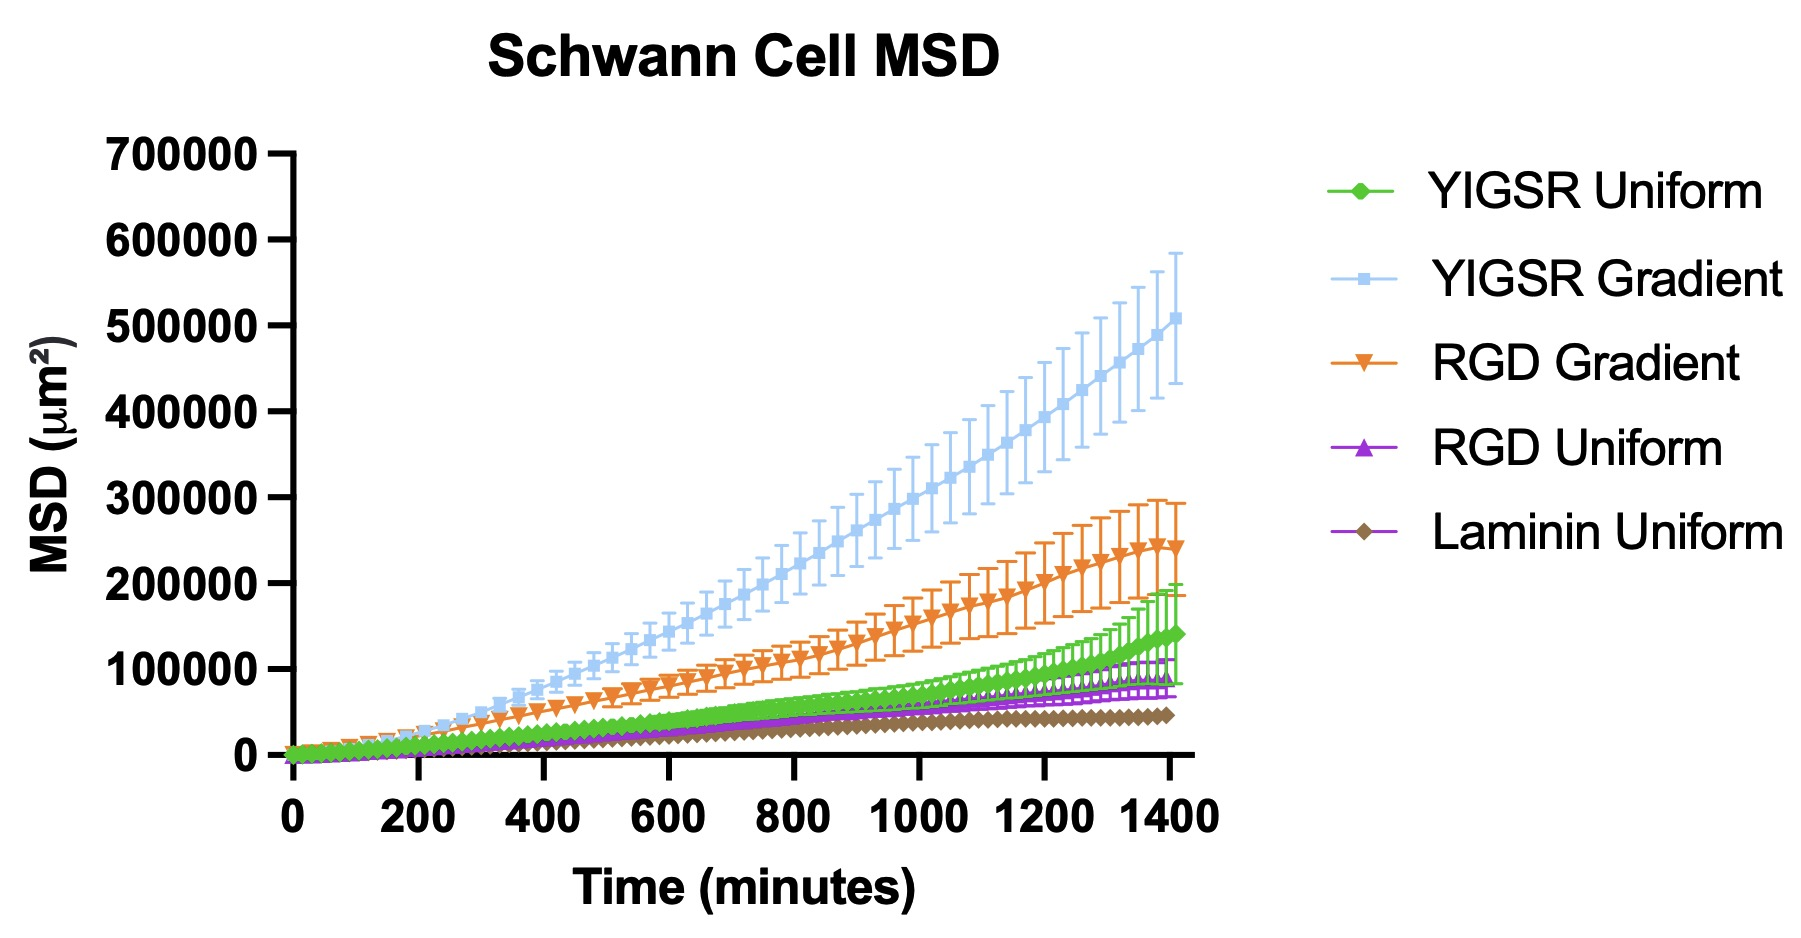 Schwann Cell MSD
MSD (μm²)
700000
600000
500000
400000
300000
200000
100000
0
0 200 400 600 800 1000 1200 1400
Time (minutes)
YIGSR Uniform
YIGSR Gradient
RGD Gradient
RGD Uniform
Laminin Uniform